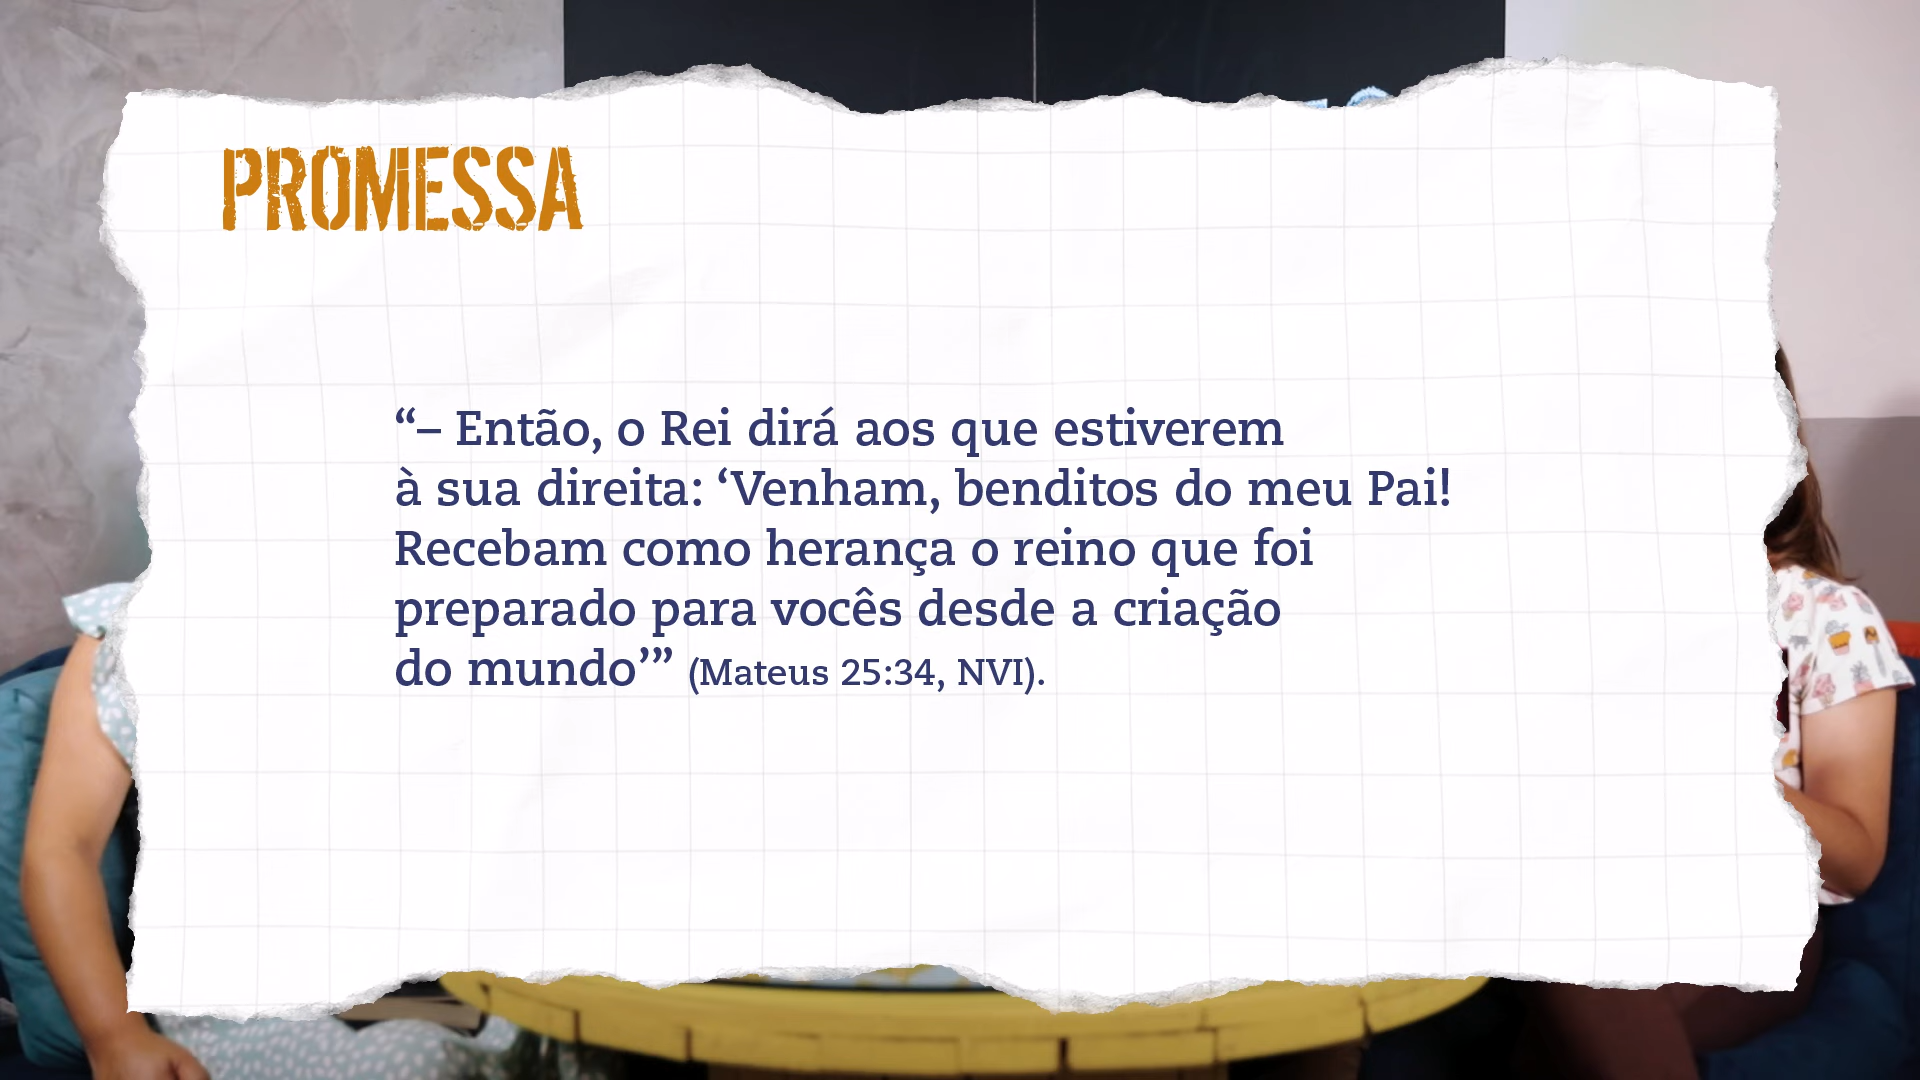 PROMESSA
“– Então, o Rei dirá aos que estiverem
à sua direita: ‘Venham, benditos do meu Pai!
Recebam como herança o reino que foi
preparado para vocês desde a criação
do mundo’” (Mateus 25:34, NVI).